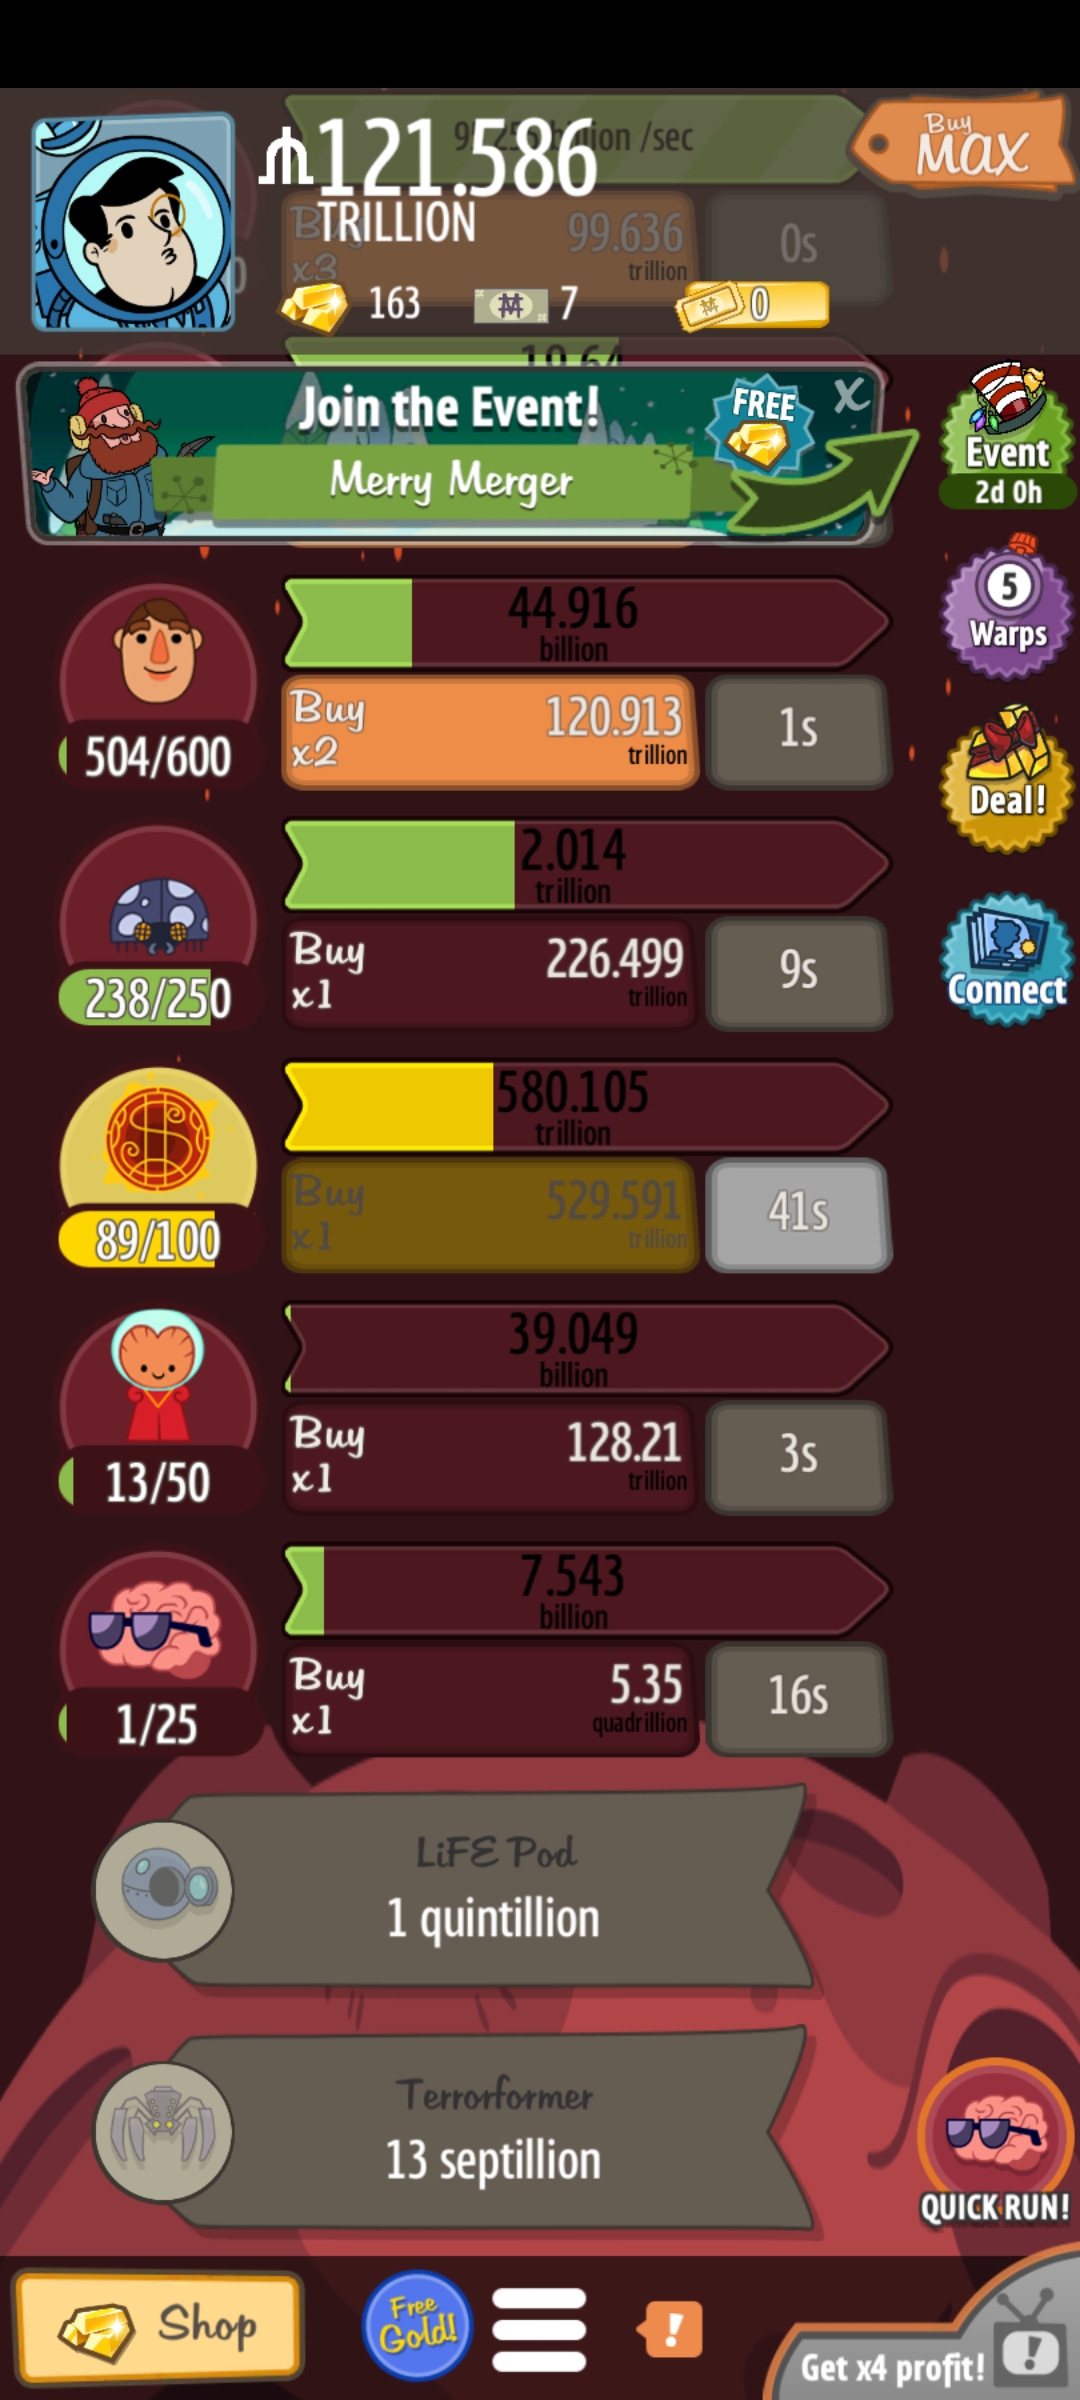 121.586
TRILLION
/sec
Buy
MAX
Buy
x3
99.636
trillion
0s
163
7
0
19.64
Join the Event!
Merry Merger
FREE
X
Event
2d 0h
44.916
billion
504/600
Buy
x2
120.913
trillion
1s
5
Warps
2.014
trillion
238/250
Buy
x1
226.499
trillion
9s
Deal!
Connect
580.105
trillion
89/100
Buy
x1
529.591
trillion
41s
39.049
billion
13/50
Buy
x1
128.21
trillion
3s
7.543
billion
1/25
Buy
x1
5.35
quadrillion
16s
LiFE Pod
1 quintillion
Terrorformer
13 septillion
QUICK RUN!
Shop
Free
Gold!
!
Get x4 profit!
!